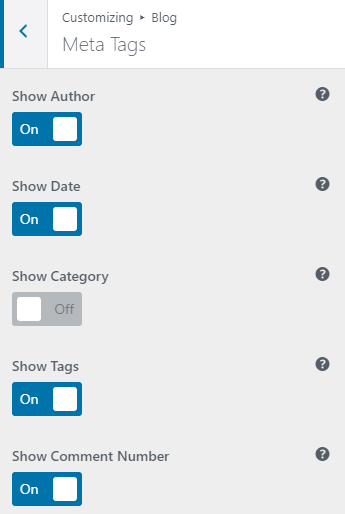 Customizing ▸ Blog
Meta Tags
Show Author
On
Show Date
On
Show Category
Off
Show Tags
On
Show Comment Number
On